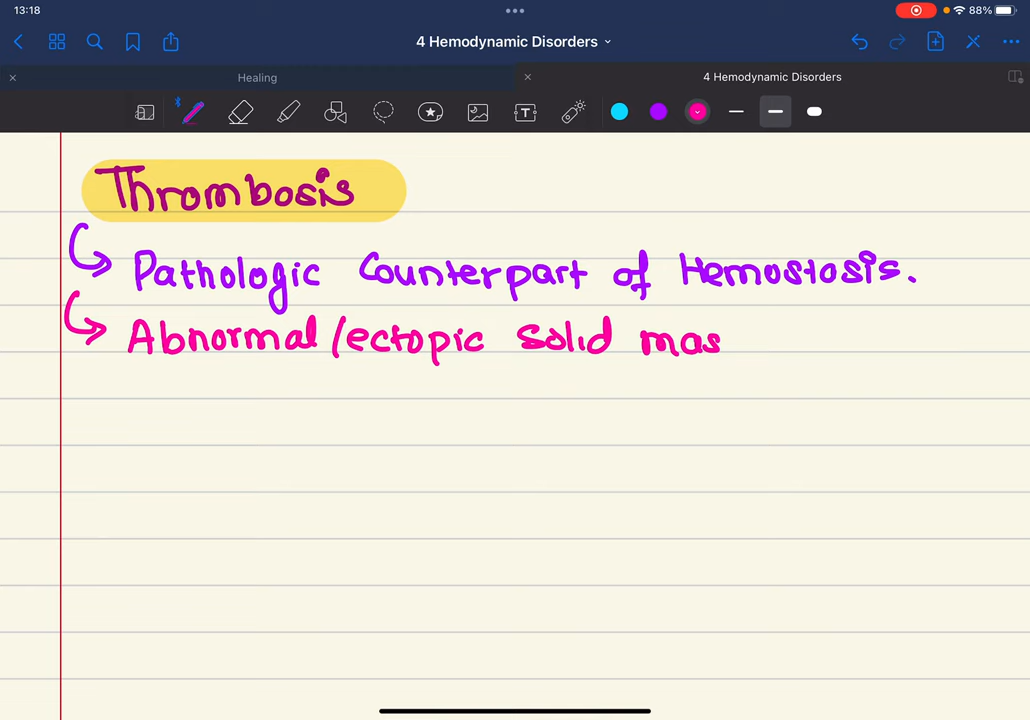 13:18
88%
4 Hemodynamic Disorders
Healing
4 Hemodynamic Disorders
Thrombosis
Pathologic Counterpart of Hemostosis.
Abnormal/ectopic solid mas